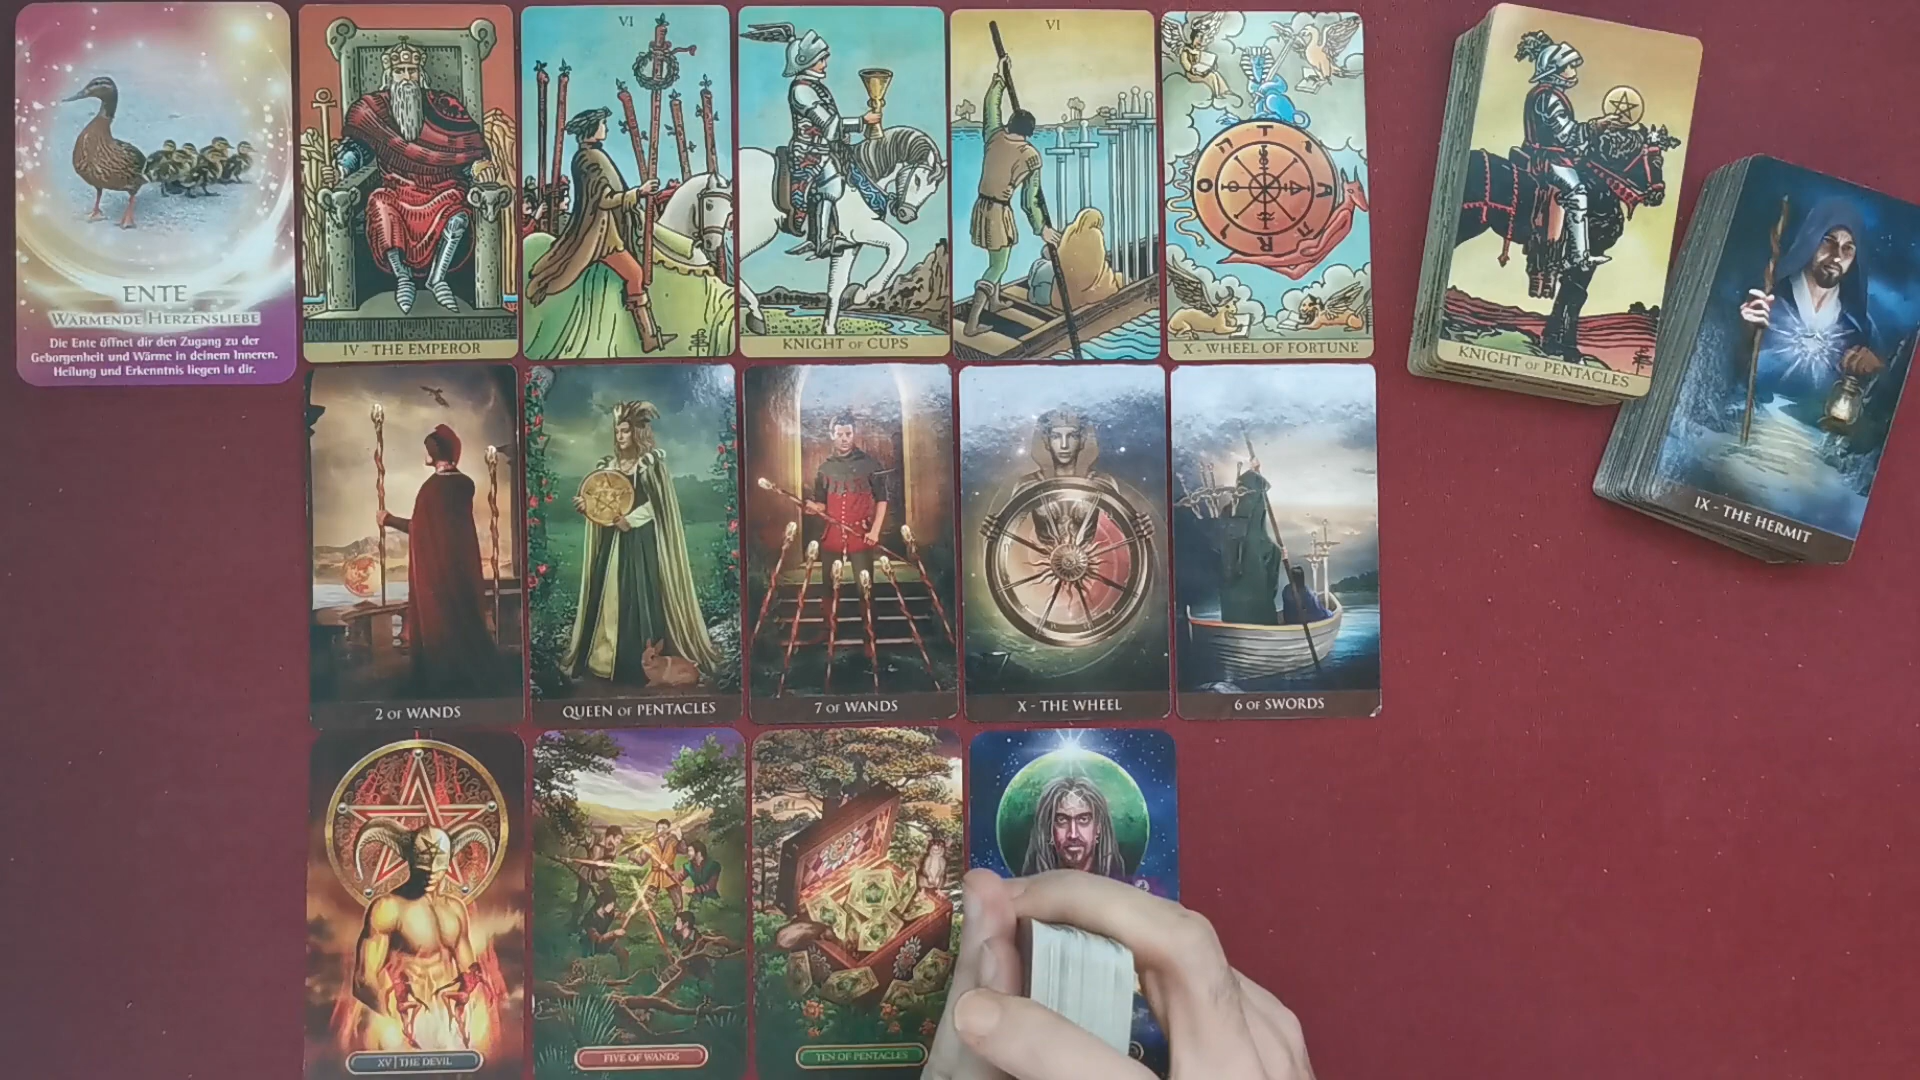 ENTE
WÄRMENDE HERZENSLIEBE
Die Ente öffnet dir den Zugang zu der
Geborgenheit und Wärme in deinem Inneren.
Heilung und Erkenntnis liegen in dir.
IV - THE EMPEROR
VI
KNIGHT OF CUPS
VI
X - WHEEL OF FORTUNE
KNIGHT OF PENTACLES
IX - THE HERMIT
2 OF WANDS
QUEEN OF PENTACLES
7 OF WANDS
X - THE WHEEL
6 OF SWORDS
XV | THE DEVIL
FIVE OF WANDS
TEN OF PENTACLES